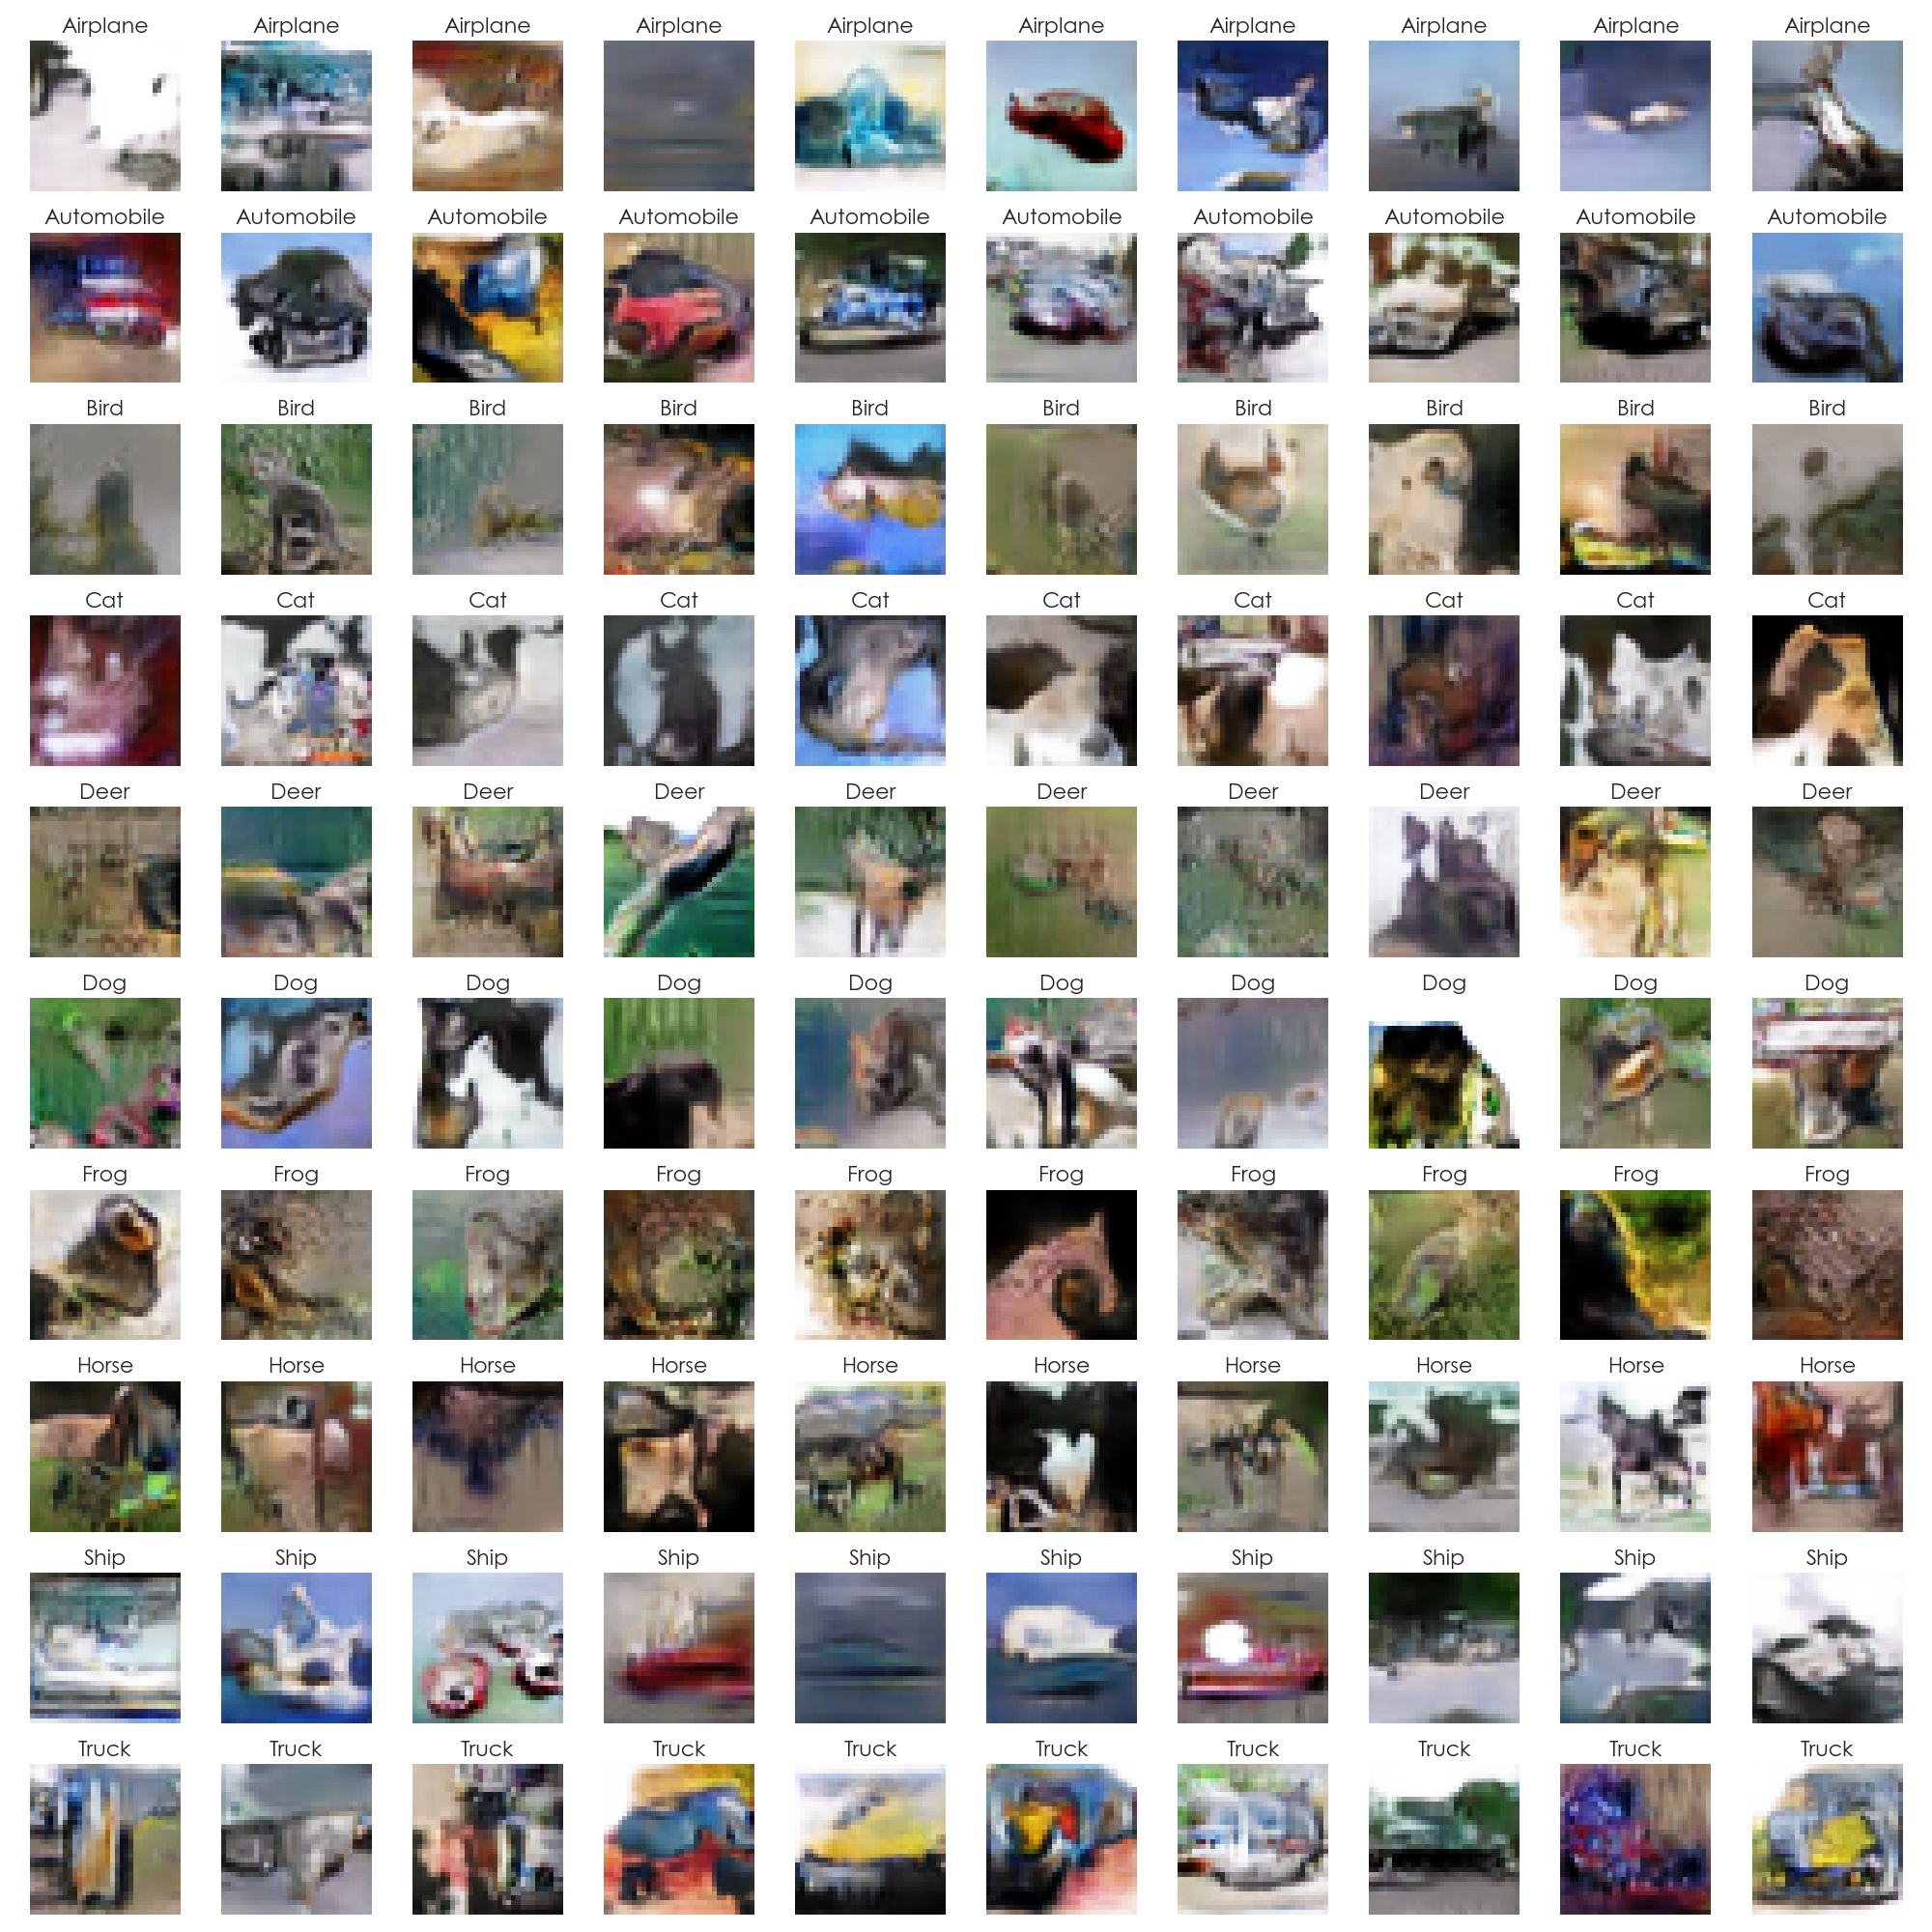 Airplane Airplane Airplane Airplane Airplane Airplane Airplane Airplane Airplane Airplane
Automobile Automobile Automobile Automobile Automobile Automobile Automobile Automobile Automobile Automobile
Bird Bird Bird Bird Bird Bird Bird Bird Bird Bird
Cat Cat Cat Cat Cat Cat Cat Cat Cat Cat
Deer Deer Deer Deer Deer Deer Deer Deer Deer Deer
Dog Dog Dog Dog Dog Dog Dog Dog Dog Dog
Frog Frog Frog Frog Frog Frog Frog Frog Frog Frog
Horse Horse Horse Horse Horse Horse Horse Horse Horse Horse
Ship Ship Ship Ship Ship Ship Ship Ship Ship Ship
Truck Truck Truck Truck Truck Truck Truck Truck Truck Truck